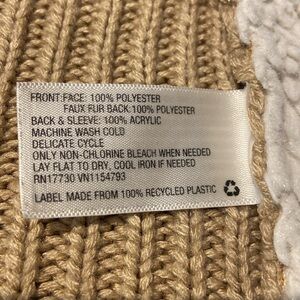 FRONT:FACE: 100% POLYESTER
FAUX FUR BACK:100% POLYESTER
BACK & SLEEVE: 100% ACRYLIC
MACHINE WASH COLD
DELICATE CYCLE
ONLY NON-CHLORINE BLEACH WHEN NEEDED
LAY FLAT TO DRY, COOL IRON IF NEEDED
RN17730 VN1154793
LABEL MADE FROM 100% RECYCLED PLASTIC